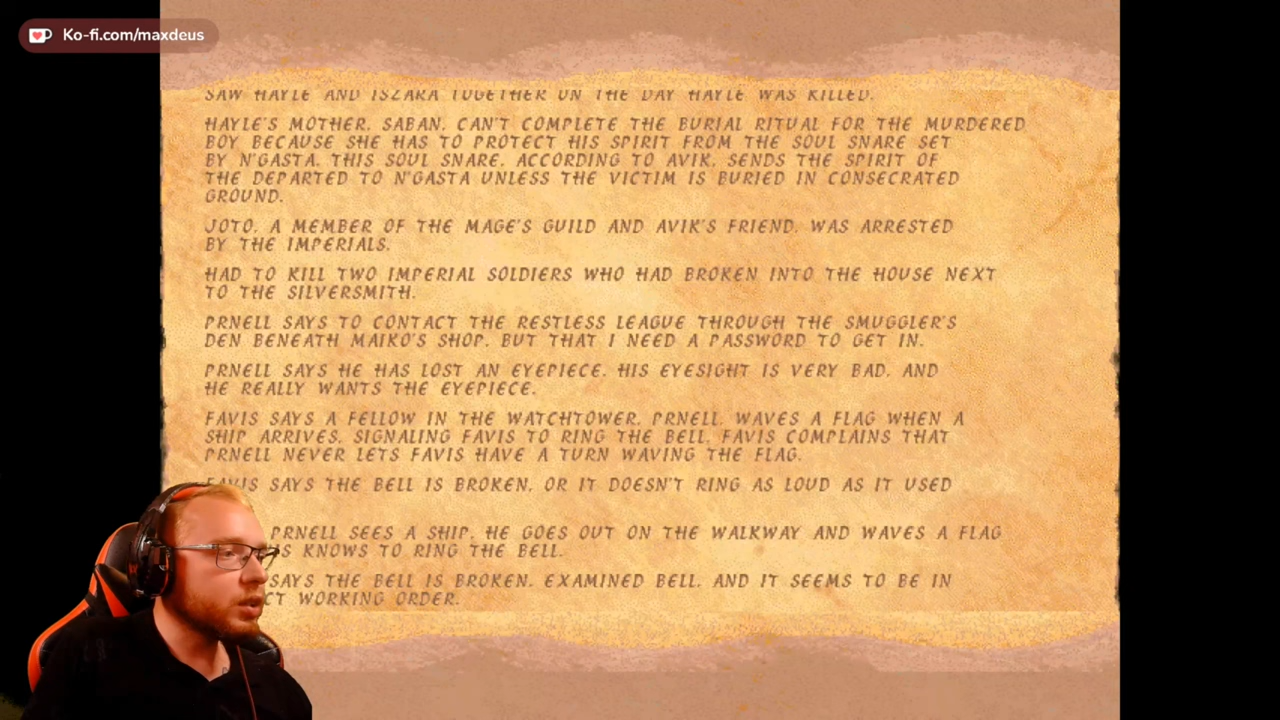 Ko-fi.com/maxdeus
SAW HAYLE AND ISZARA TOGETHER ON THE DAY HAYLE WAS KILLED.
HAYLE'S MOTHER, SABAN, CAN'T COMPLETE THE BURIAL RITUAL FOR THE MURDERED
BOY BECAUSE SHE HAS TO PROTECT HIS SPIRIT FROM THE SOUL SNARE SET
BY N'GASTA. THIS SOUL SNARE, ACCORDING TO AVIK, SENDS THE SPIRIT OF
THE DEPARTED TO N'GASTA UNLESS THE VICTIM IS BURIED IN CONSECRATED
GROUND.
JOTO, A MEMBER OF THE MAGE'S GUILD AND AVIK'S FRIEND, WAS ARRESTED
BY THE IMPERIALS.
HAD TO KILL TWO IMPERIAL SOLDIERS WHO HAD BROKEN INTO THE HOUSE NEXT
TO THE SILVERSMITH.
PRNELL SAYS TO CONTACT THE RESTLESS LEAGUE THROUGH THE SMUGGLER'S
DEN BENEATH MAIKO'S SHOP, BUT THAT I NEED A PASSWORD TO GET IN.
PRNELL SAYS HE HAS LOST AN EYEPIECE. HIS EYESIGHT IS VERY BAD, AND
HE REALLY WANTS THE EYEPIECE.
FAVIS SAYS A FELLOW IN THE WATCHTOWER, PRNELL, WAVES A FLAG WHEN A
SHIP ARRIVES, SIGNALING FAVIS TO RING THE BELL. FAVIS COMPLAINS THAT
PRNELL NEVER LETS FAVIS HAVE A TURN WAVING THE FLAG.
FAVIS SAYS THE BELL IS BROKEN, OR IT DOESN'T RING AS LOUD AS IT USED
PRNELL SEES A SHIP, HE GOES OUT ON THE WALKWAY AND WAVES A FLAG
KNOWS TO RING THE BELL.
SAYS THE BELL IS BROKEN. EXAMINED BELL, AND IT SEEMS TO BE IN
WORKING ORDER.